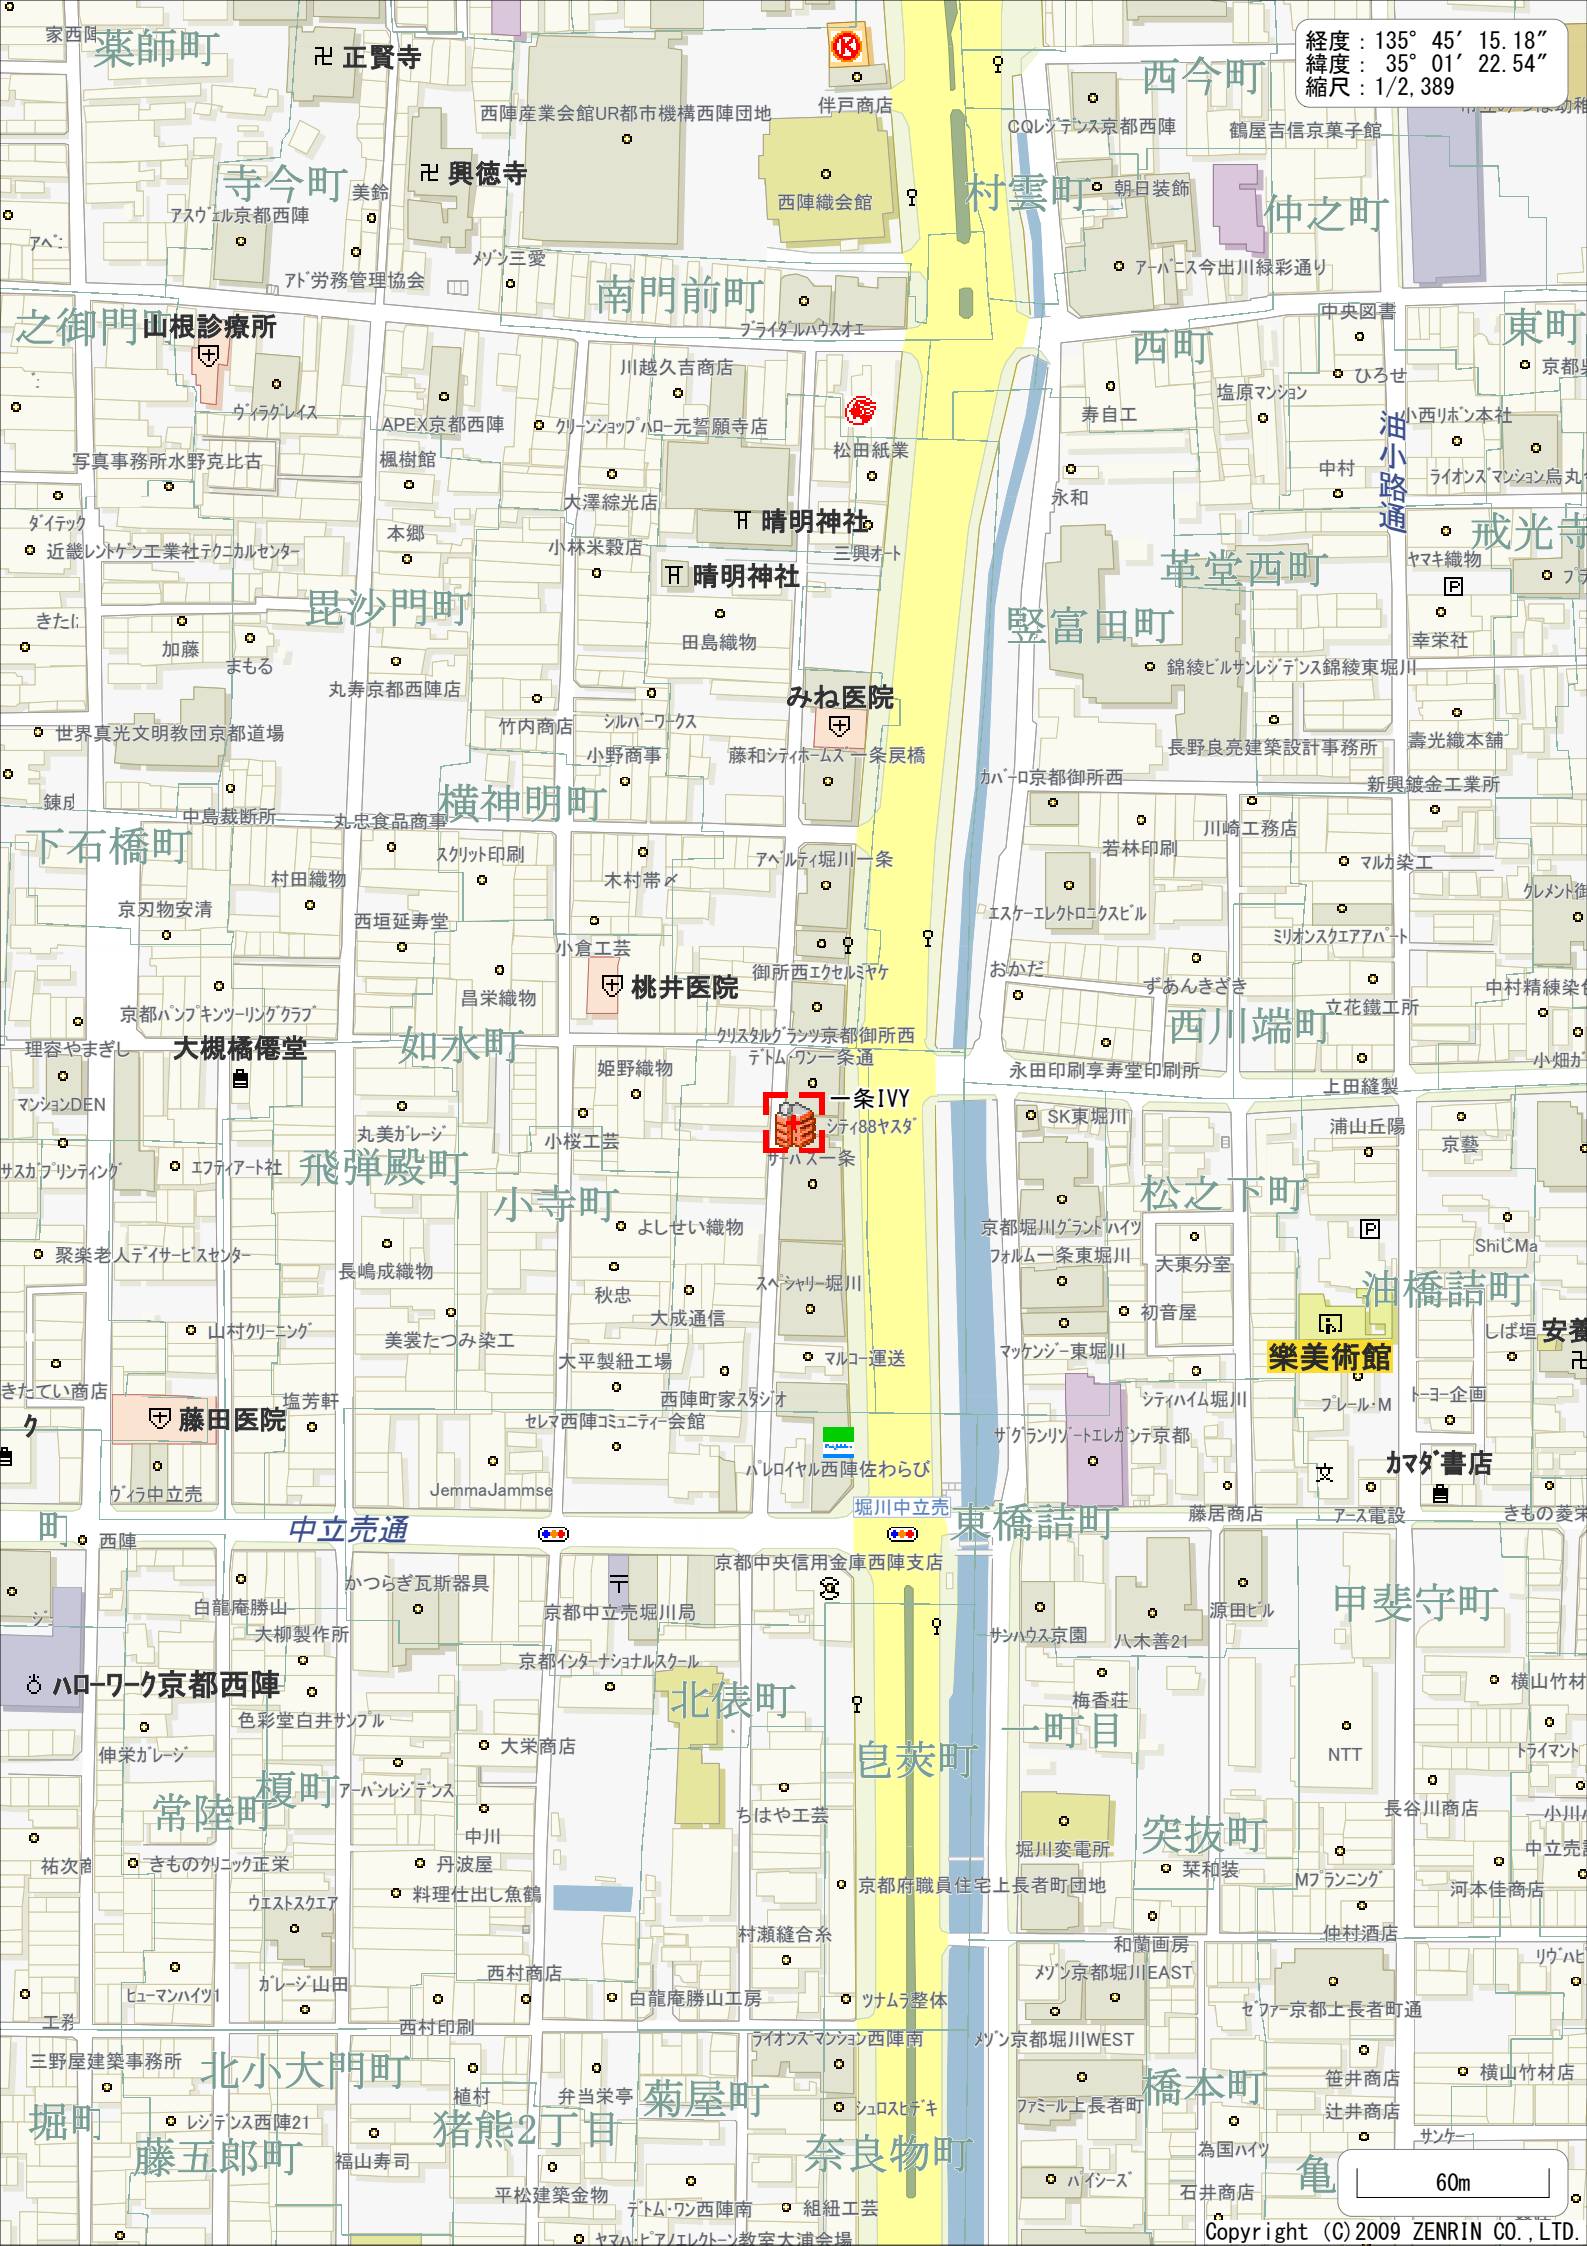 経度：135° 45′ 15.18″
緯度： 35° 01′ 22.54″
縮尺：1/2,389
薬師町
正賢寺
伴戸商店
西今町
西陣産業会館UR都市機構西陣団地
CQレジデンス京都西陣
鶴屋吉信京菓子館
寺今町
美鈴
興徳寺
西陣織会館
村雲町
朝日装飾
仲之町
アスヴェル京都西陣
メゾン三愛
アド労務管理協会
アーバニス今出川緑彩通り
南門前町
ブライダルハウスオエ
中央図書
之御門
山根診療所
西町
東町
川越久吉商店
ひろせ
塩原マンション
ヴィラグレイス
APEX京都西陣
クリーンショップハロー元誓願寺店
寿自工
小西リボン本社
油小路通
写真事務所水野克比古
楓樹館
松田紙業
中村
大澤綜光店
永和
ダイテック
晴明神社
本郷
近畿レントゲン工業社テクニカルセンター
小林米穀店
三興オート
ヤマキ織物
革堂西町
晴明神社
毘沙門町
竪富田町
加藤
まもる
田島織物
幸栄社
錦綾ビルサンレジデンス錦綾東堀川
丸寿京都西陣店
みね医院
竹内商店
シルバーワークス
世界真光文明教団京都道場
小野商事
藤和シティホームズ一条戻橋
長野良亮建築設計事務所
壽光織本舗
カバーロ京都御所西
新興鍍金工業所
横神明町
中島裁断所
丸忠食品商事
下石橋町
川崎工務店
若林印刷
スクリット印刷
アベルティ堀川一条
マルカ染工
村田織物
木村帯〆
京刃物安清
西垣延寿堂
エスケーエレクトロニクスビル
ミリオンスクエアアパート
小倉工芸
御所西エクセルミヤケ
おかだ
桃井医院
昌栄織物
ずあんきざき
京都パンプキンツーリングクラブ
立花鐵工所
西川端町
クリスタルグランツ京都御所西
理容やまぎし
大槻橘僊堂
如水町
デトム・ワン一条通
姫野織物
永田印刷享寿堂印刷所
上田縫製
マンションDEN
一条IVY
シティ88ヤスダ
SK東堀川
丸美ガレージ
小桜工芸
浦山丘陽
京藝
サーパス一条
エフティアート社
飛弾殿町
小寺町
松之下町
よしせい織物
京都堀川グランドハイツ
聚楽老人デイサービスセンター
フォルム一条東堀川
大東分室
ShiじMa
長嶋成織物
秋忠
スペシャリー堀川
油橋詰町
大成通信
初音屋
山村クリーニング
美裳たつみ染工
しば垣
大平製紐工場
マルコー運送
マッケンジー東堀川
樂美術館
きたてい商店
西陣町家スタジオ
塩芳軒
シティハイム堀川
プレール・M
トーヨー企画
藤田医院
セレマ西陣コミュニティー会館
ザグランリゾートエレガンテ京都
パレロイヤル西陣佐わらび
カマダ書店
ヴィラ中立売
JemmaJammse
堀川中立売
東橋詰町
藤居商店
アース電設
中立売通
西陣
京都中央信用金庫西陣支店
かつらぎ瓦斯器具
白龍庵勝山
京都中立売堀川局
源田ビル
甲斐守町
大柳製作所
サンハウス京園
八木善21
京都インターナショナルスクール
ハローワーク京都西陣
北俵町
梅香荘
色彩堂白井サンプル
一町目
大栄商店
伸栄ガレージ
皀莢町
NTT
榎町
アーバンレジデンス
常陸町
ちはや工芸
長谷川商店
突抜町
中川
堀川変電所
きものクリニック正栄
丹波屋
栞和装
Mプランニング
料理仕出し魚鶴
京都府職員住宅上長者町団地
河本佳商店
ウエストスクエア
村瀬縫合糸
仲村酒店
和蘭画房
西村商店
メゾン京都堀川EAST
ガレージ山田
ヒューマンハイツ1
白龍庵勝山工房
ツナムラ整体
ゼファー京都上長者町通
西村印刷
ライオンズマンション西陣南
メゾン京都堀川WEST
三野屋建築事務所
北小大門町
植村
弁当栄亭
菊屋町
橋本町
笹井商店
横山竹材店
堀町
レジデンス西陣21
シュロスヒデキ
ファミール上長者町
辻井商店
猪熊2丁目
サンケー
藤五郎町
福山寿司
奈良物町
為国ハイツ
亀
平松建築金物
デトム・ワン西陣南
組紐工芸
パイシーズ
石井商店
60m
ヤマハ・ピアノエレクトーン教室大浦会場
Copyright (C)2009 ZENRIN CO.,LTD.